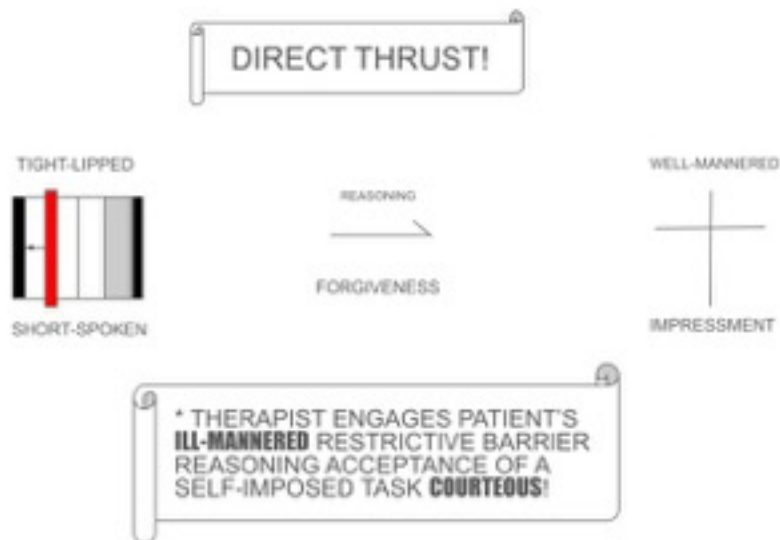 DIRECT THRUST!
TIGHT-LIPPED
SHORT-SPOKEN
REASONING
FORGIVENESS
WELL-MANNERED
IMPRESSMENT
* THERAPIST ENGAGES PATIENT'S
ILL-MANNERED RESTRICTIVE BARRIER
REASONING ACCEPTANCE OF A
SELF-IMPOSED TASK COURTEOUS!